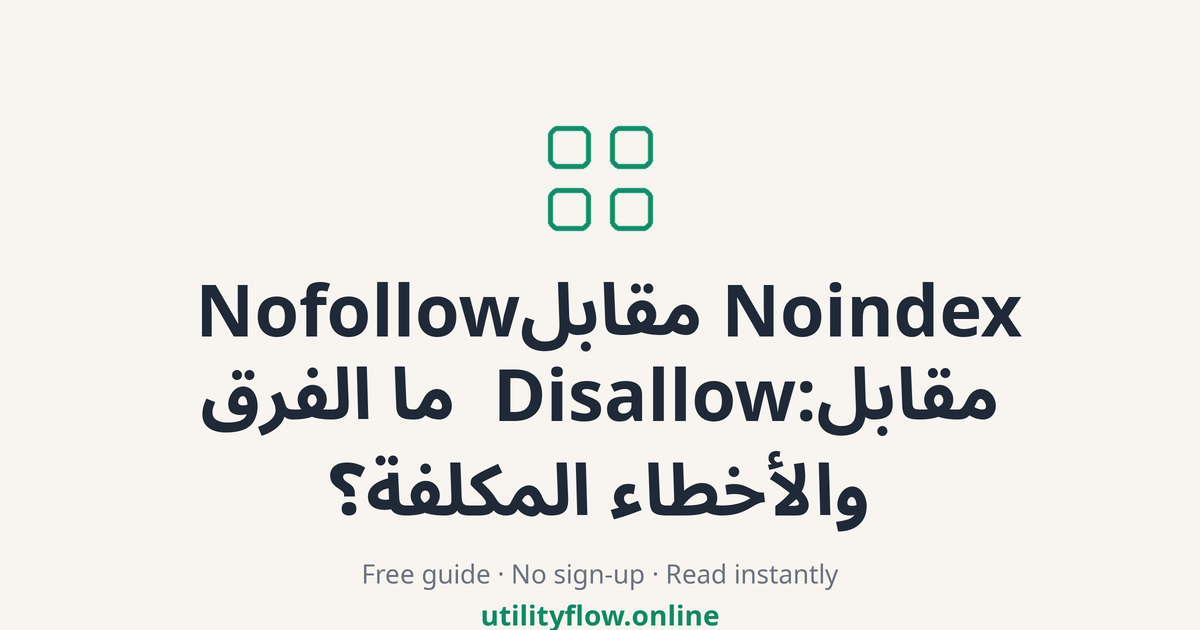 Noindex مقابل Nofollow
مقابل Disallow: ما الفرق
والأخطاء المكلفة؟
Free guide · No sign-up · Read instantly
utilityflow.online